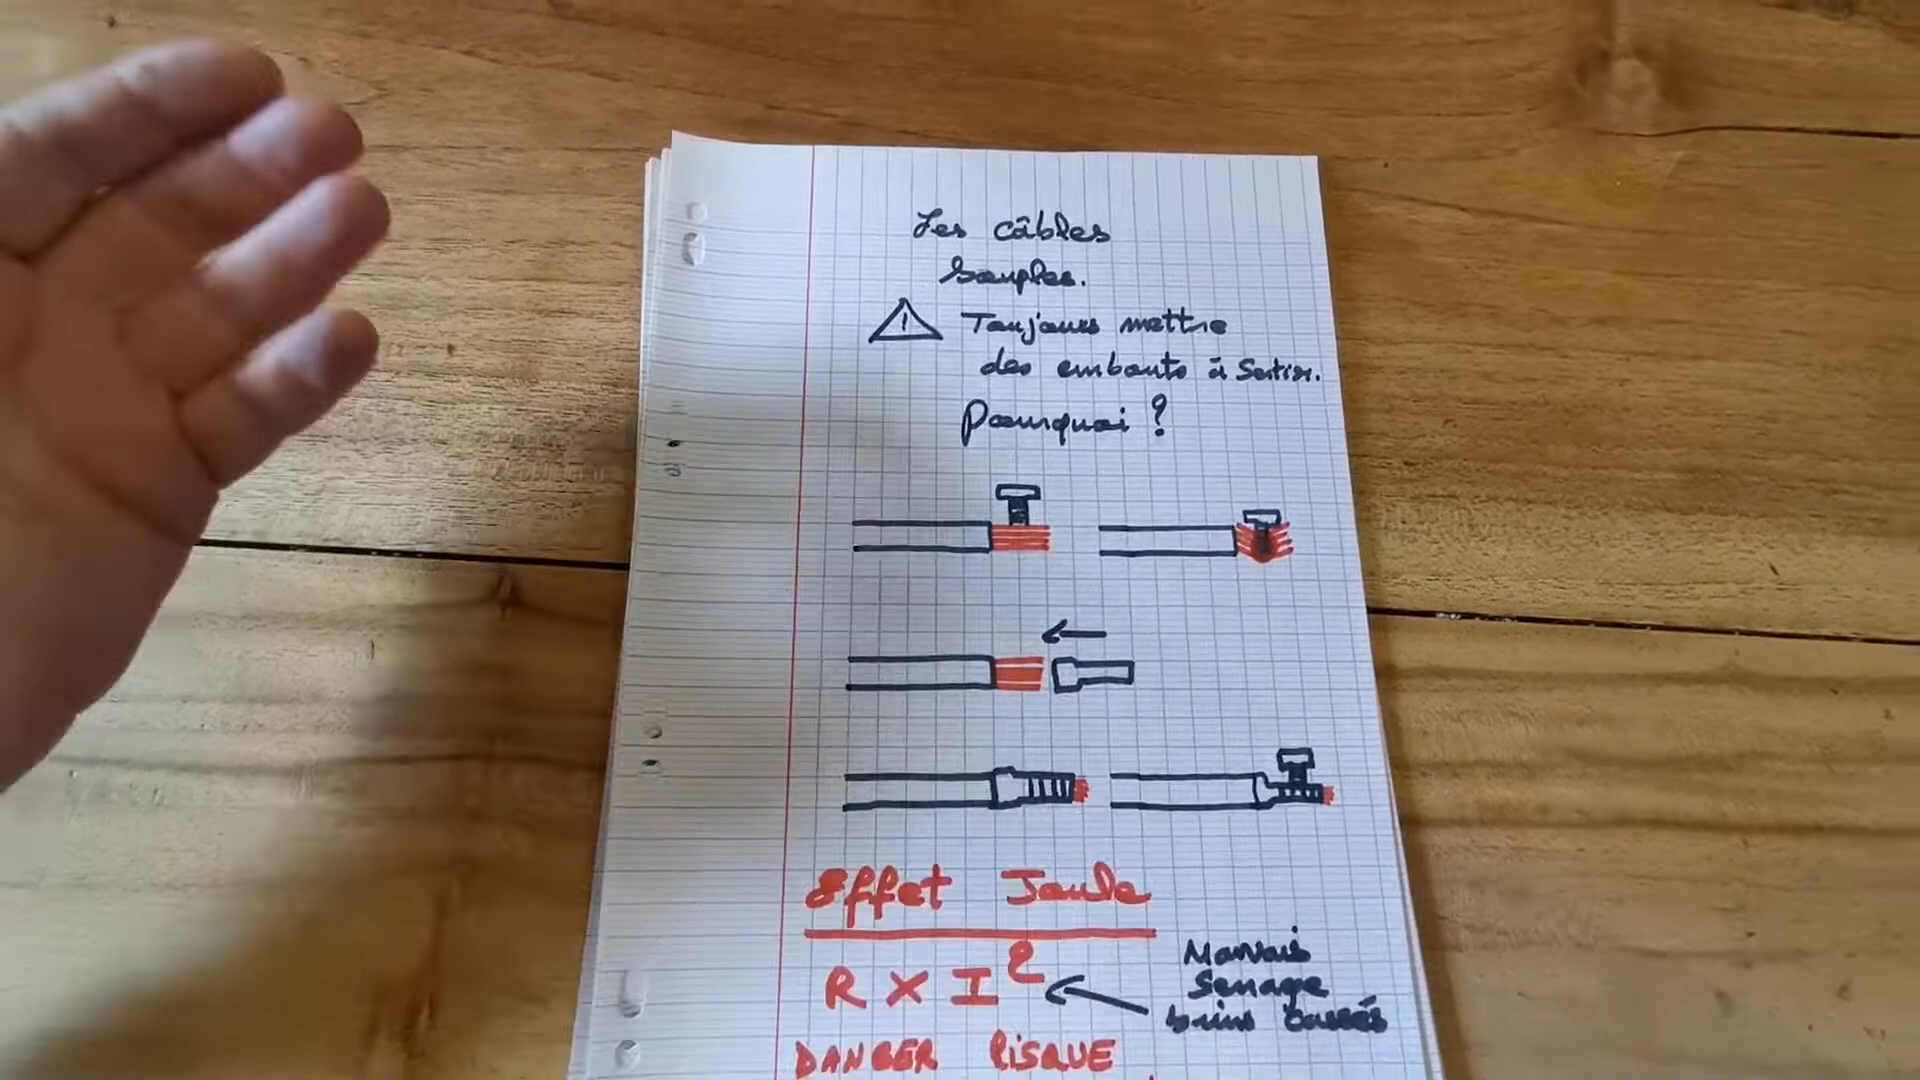 Les câbles
souples.
! Toujours mettre
des embouts à Sertir.
Pourquoi ?
Effet Joule
R x I²
Mauvais
Serrage
brins cassés
DANGER RISQUE